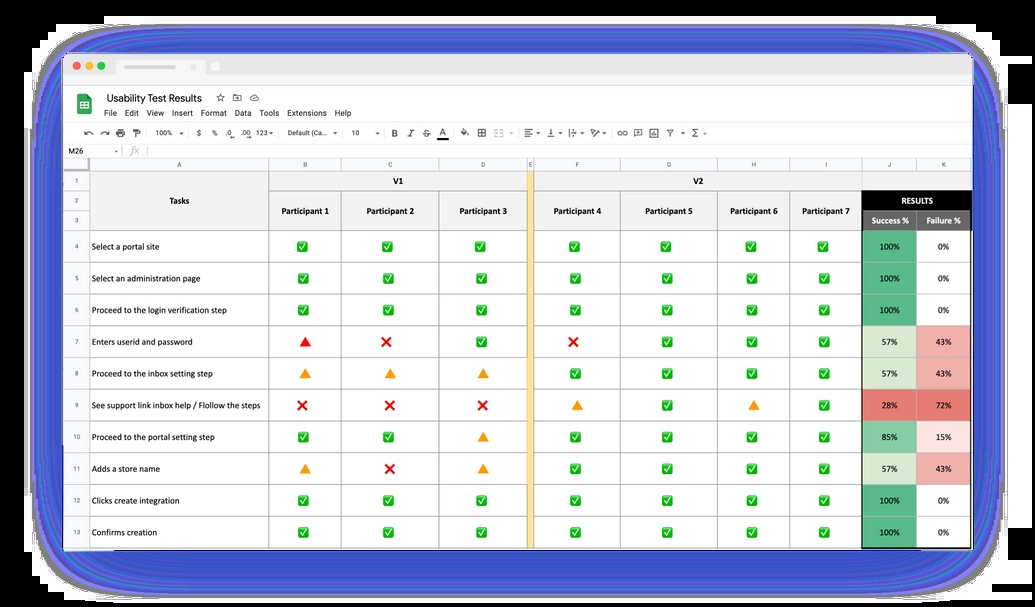 Usability Test Results
File Edit View Insert Format Data Tools Extensions Help
100% $ % .0 .00 123 Default (Ca... 10 B I S A
M26 fx
A B C D E F G H I J K
1 V1 V2
2 Tasks Participant 1 Participant 2 Participant 3 Participant 4 Participant 5 Participant 6 Participant 7 RESULTS
3 Success % Failure %
4 Select a portal site 100% 0%
5 Select an administration page 100% 0%
6 Proceed to the login verification step 100% 0%
7 Enters userid and password 57% 43%
8 Proceed to the inbox setting step 57% 43%
9 See support link inbox help / Flollow the steps 28% 72%
10 Proceed to the portal setting step 85% 15%
11 Adds a store name 57% 43%
12 Clicks create integration 100% 0%
13 Confirms creation 100% 0%